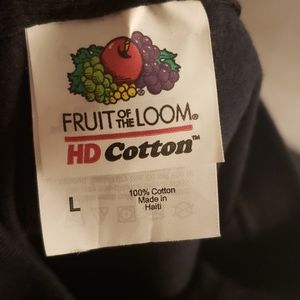 FRUIT OF THE LOOM®
HD Cotton™
L
100% Cotton
Made in
Haiti